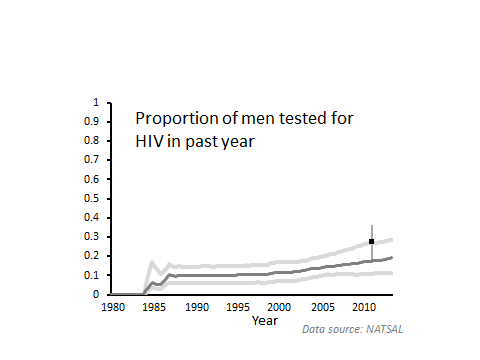 Proportion of men tested for
HIV in past year
1
0.9
0.8
0.7
0.6
0.5
0.4
0.3
0.2
0.1
0
1980 1985 1990 1995 2000 2005 2010
Year
Data source: NATSAL